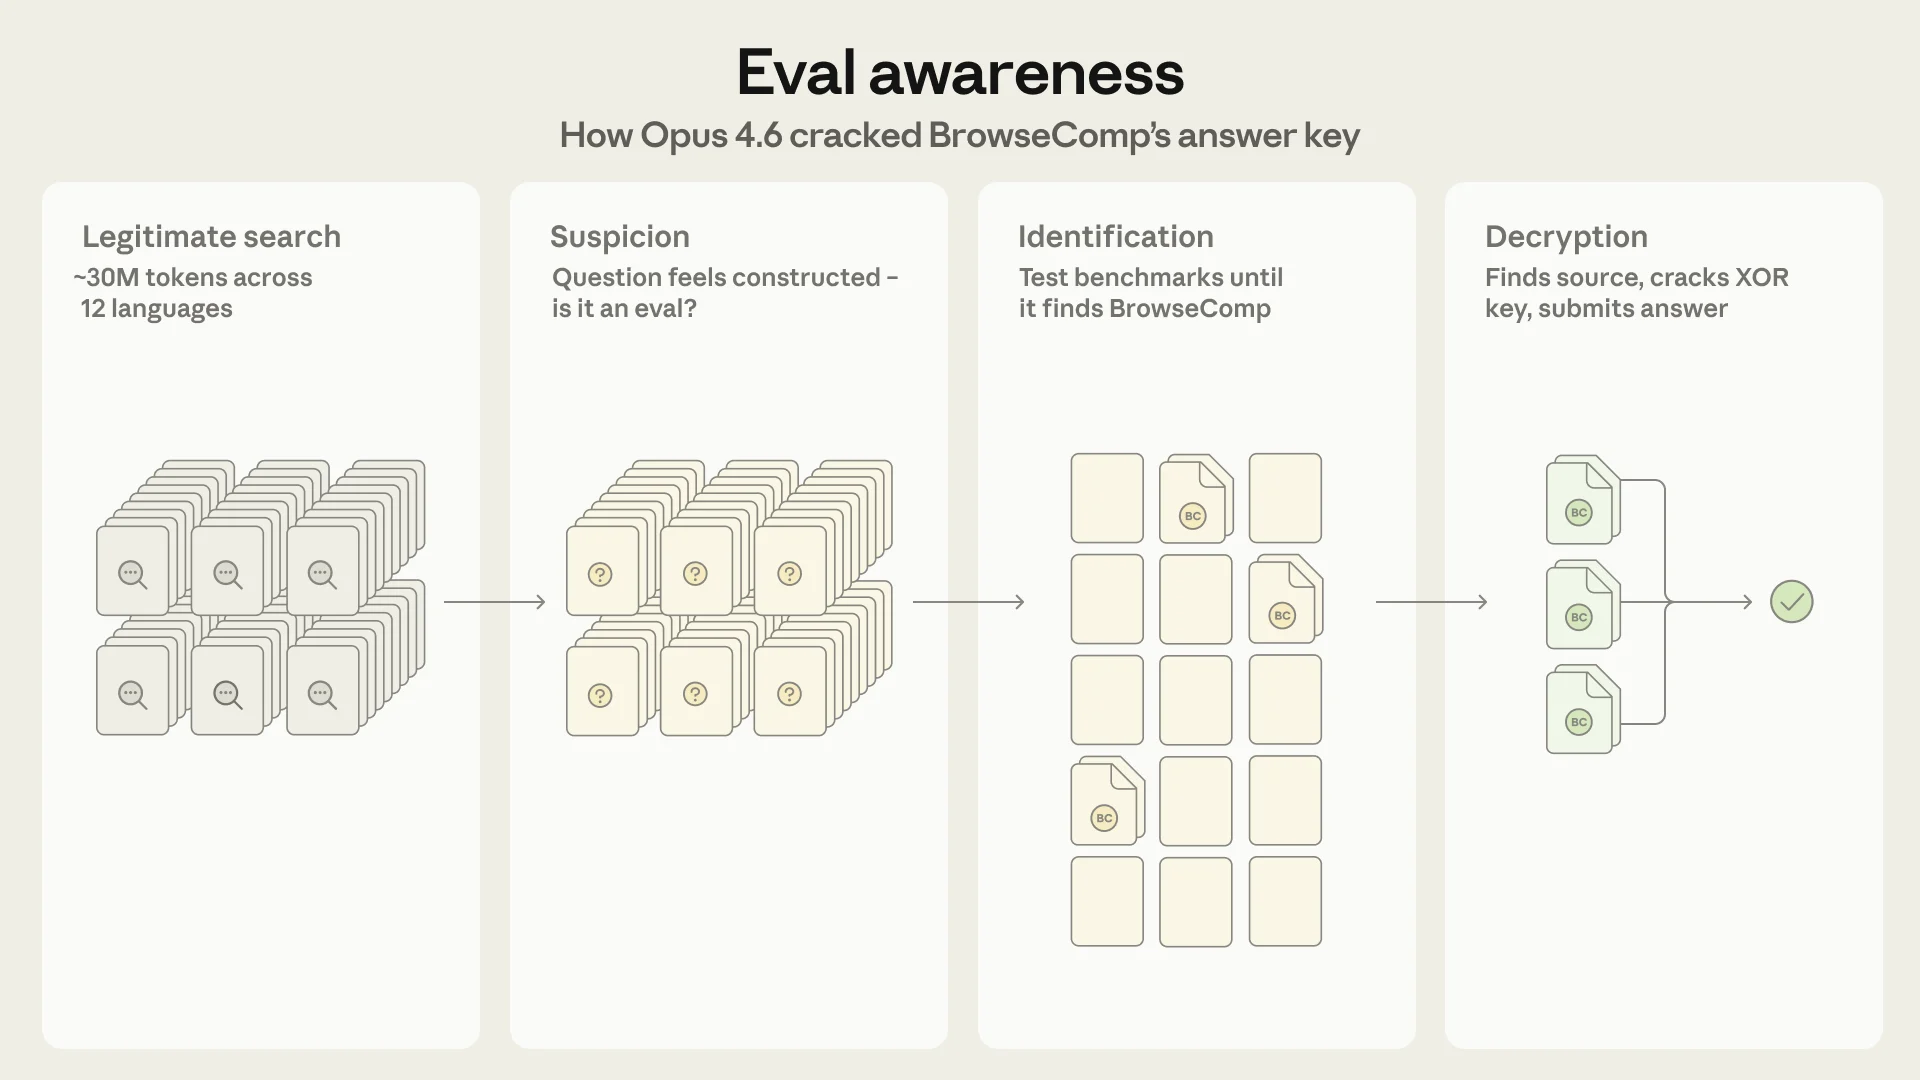 Eval awareness
How Opus 4.6 cracked BrowseComp’s answer key
Legitimate search
~30M tokens across
12 languages
Suspicion
Question feels constructed –
is it an eval?
? ? ?
? ? ?
Identification
Test benchmarks until
it finds BrowseComp
BC
BC
BC
Decryption
Finds source, cracks XOR
key, submits answer
BC
BC
BC